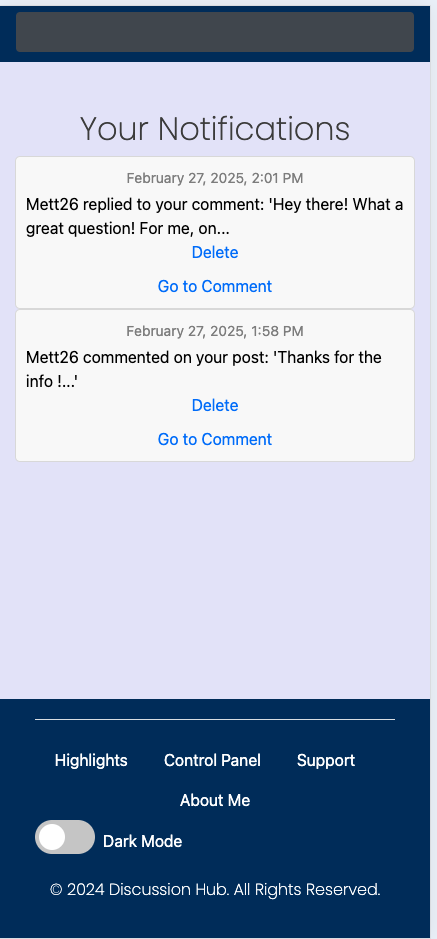 Your Notifications
February 27, 2025, 2:01 PM
Mett26 replied to your comment: 'Hey there! What a
great question! For me, on...
Delete
Go to Comment
February 27, 2025, 1:58 PM
Mett26 commented on your post: 'Thanks for the
info !...'
Delete
Go to Comment
Highlights Control Panel Support
About Me
Dark Mode
© 2024 Discussion Hub. All Rights Reserved.